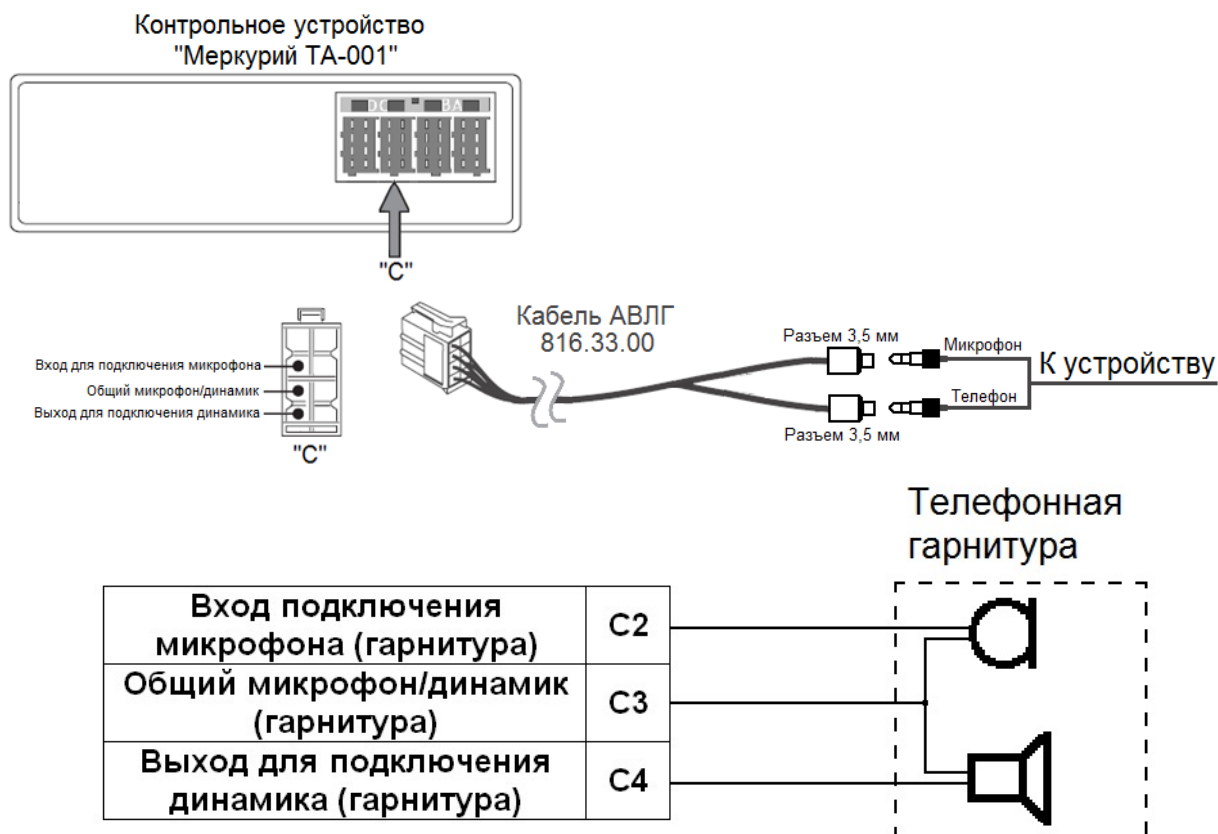 Контрольное устройство
"Меркурий ТА-001"
DC BA
"С"
Кабель АВЛГ
816.33.00
Разъем 3,5 мм
Микрофон
К устройству
Телефон
Разъем 3,5 мм
Вход для подключения микрофона
Общий микрофон/динамик
Выход для подключения динамика
"С"
Телефонная
гарнитура
Вход подключения
микрофона (гарнитура)
С2
Общий микрофон/динамик
(гарнитура)
С3
Выход для подключения
динамика (гарнитура)
С4